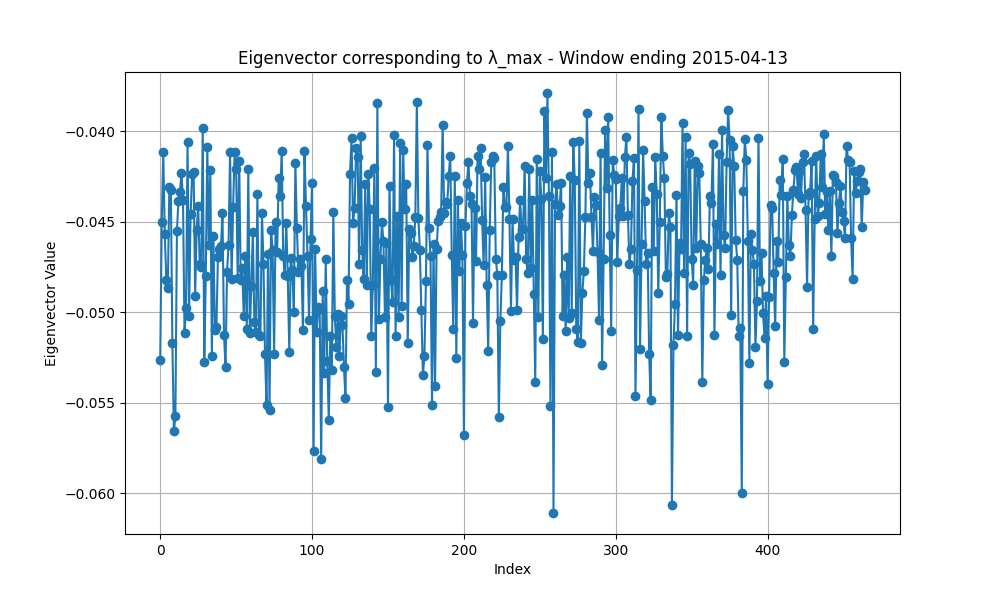 Eigenvector corresponding to λ_max - Window ending 2015-04-13
Eigenvector Value
−0.040
−0.045
−0.050
−0.055
−0.060
0 100 200 300 400
Index